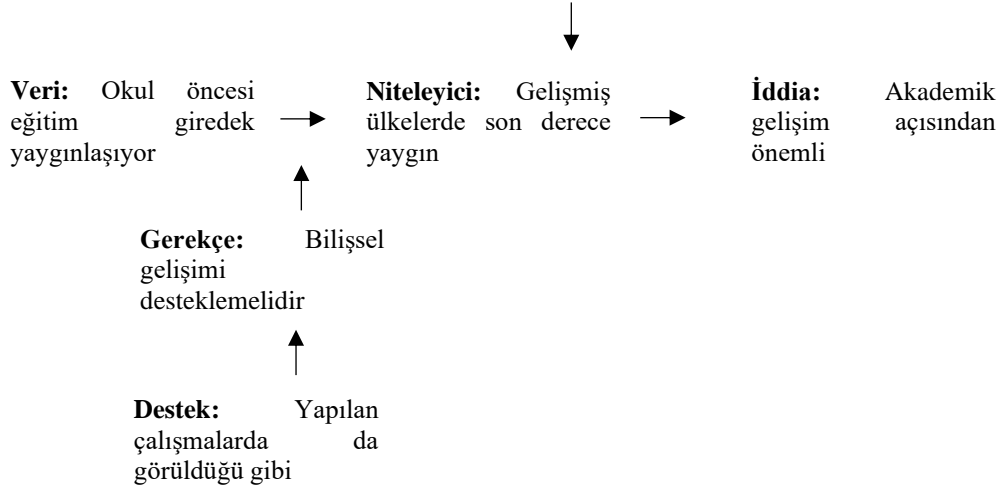 Veri: Okul öncesi
eğitim giredek
yaygınlaşıyor
Niteleyici: Gelişmiş
ülkelerde son derece
yaygın
İddia: Akademik
gelişim açısından
önemli
Gerekçe: Bilişsel
gelişimi
desteklemelidir
Destek: Yapılan
çalışmalarda da
görüldüğü gibi